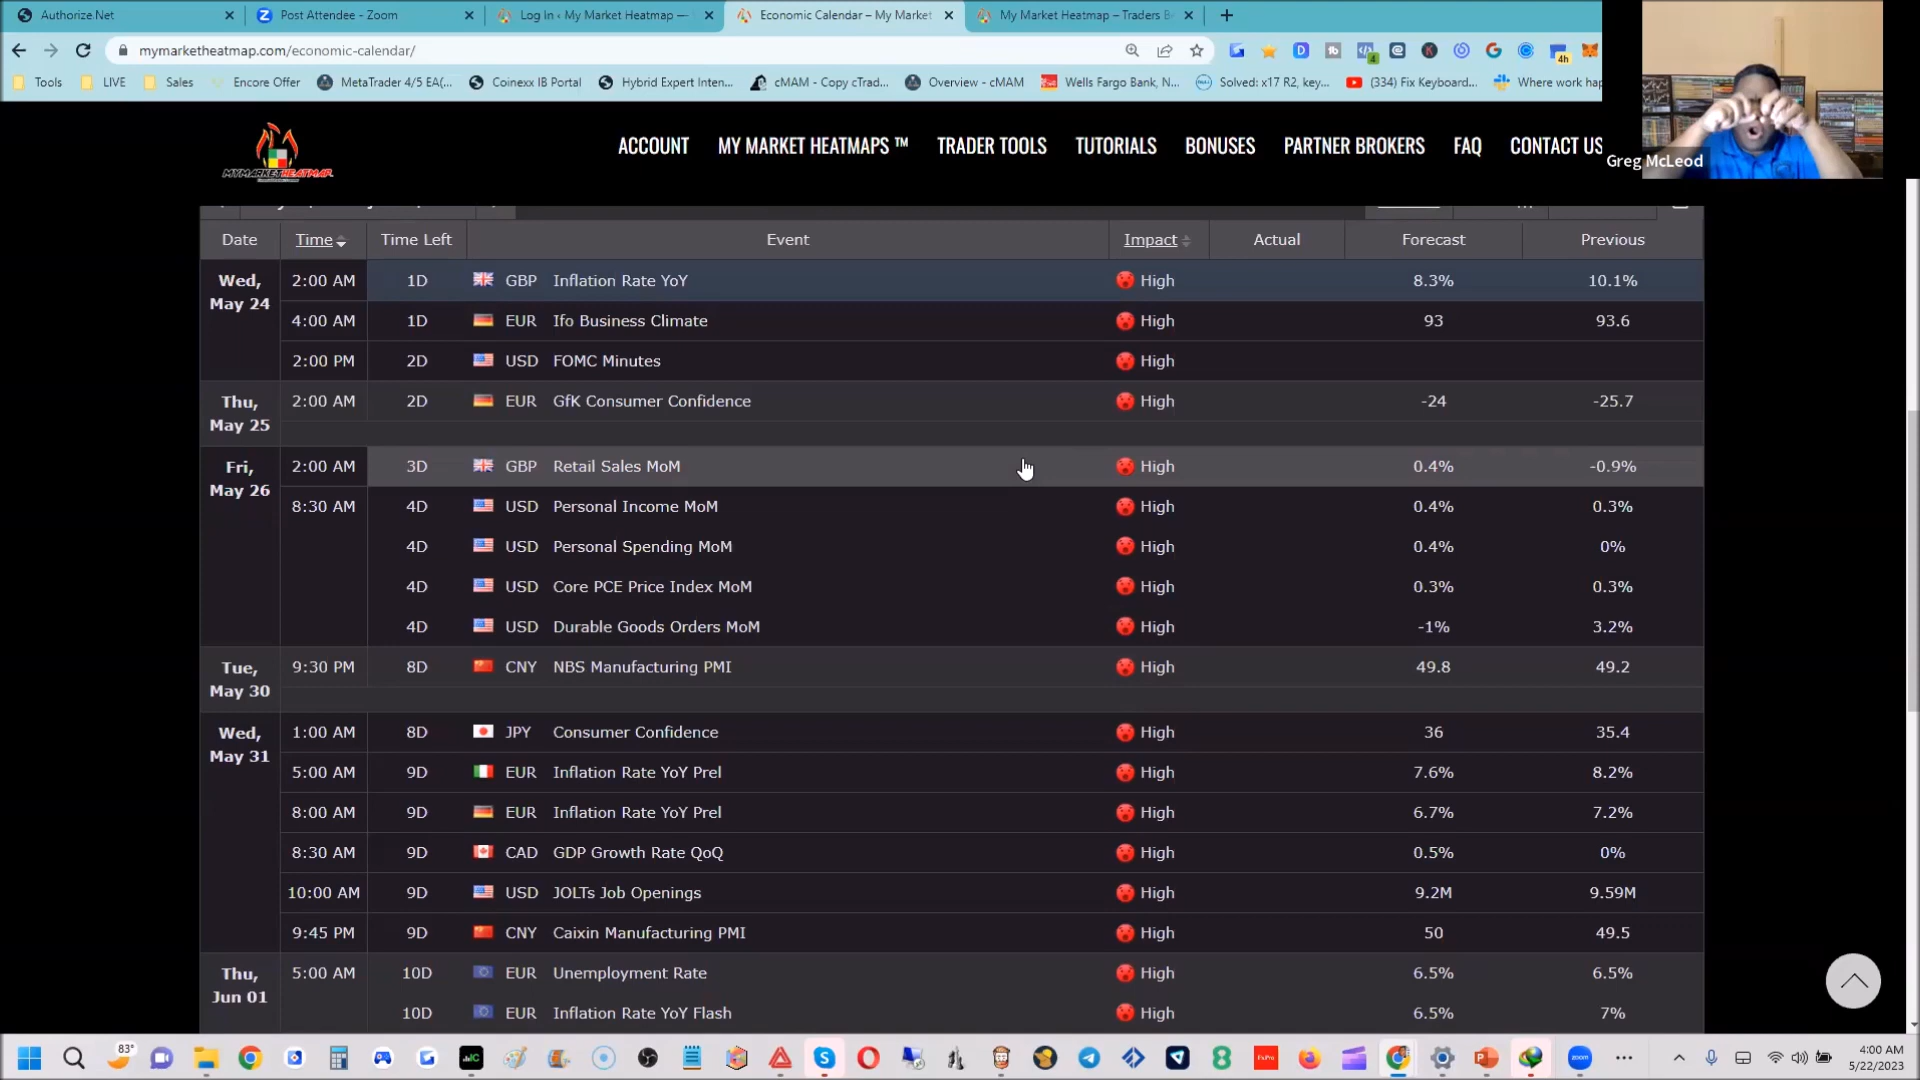 Authorize.Net
Post Attendee - Zoom
Log In ‹ My Market Heatmap —
Economic Calendar – My Market
My Market Heatmap – Traders B
mymarketheatmap.com/economic-calendar/
4
4h
Tools
LIVE
Sales
Encore Offer
MetaTrader 4/5 EA(...
Coinexx IB Portal
Hybrid Expert Inten...
cMAM - Copy cTrad...
Overview - cMAM
Wells Fargo Bank, N...
Solved: x17 R2, key...
(334) Fix Keyboard...
Where work hap
MYMARKETHEATMAP
ACCOUNT
MY MARKET HEATMAPS ™
TRADER TOOLS
TUTORIALS
BONUSES
PARTNER BROKERS
FAQ
CONTACT US
Greg McLeod
Date Time Time Left Event Impact Actual Forecast Previous
Wed, May 24 2:00 AM 1D GBP Inflation Rate YoY High 8.3% 10.1%
4:00 AM 1D EUR Ifo Business Climate High 93 93.6
2:00 PM 2D USD FOMC Minutes High
Thu, May 25 2:00 AM 2D EUR GfK Consumer Confidence High -24 -25.7
Fri, May 26 2:00 AM 3D GBP Retail Sales MoM High 0.4% -0.9%
8:30 AM 4D USD Personal Income MoM High 0.4% 0.3%
4D USD Personal Spending MoM High 0.4% 0%
4D USD Core PCE Price Index MoM High 0.3% 0.3%
4D USD Durable Goods Orders MoM High -1% 3.2%
Tue, May 30 9:30 PM 8D CNY NBS Manufacturing PMI High 49.8 49.2
Wed, May 31 1:00 AM 8D JPY Consumer Confidence High 36 35.4
5:00 AM 9D EUR Inflation Rate YoY Prel High 7.6% 8.2%
8:00 AM 9D EUR Inflation Rate YoY Prel High 6.7% 7.2%
8:30 AM 9D CAD GDP Growth Rate QoQ High 0.5% 0%
10:00 AM 9D USD JOLTs Job Openings High 9.2M 9.59M
9:45 PM 9D CNY Caixin Manufacturing PMI High 50 49.5
Thu, Jun 01 5:00 AM 10D EUR Unemployment Rate High 6.5% 6.5%
10D EUR Inflation Rate YoY Flash High 6.5% 7%
83°
zoom
4:00 AM
5/22/2023